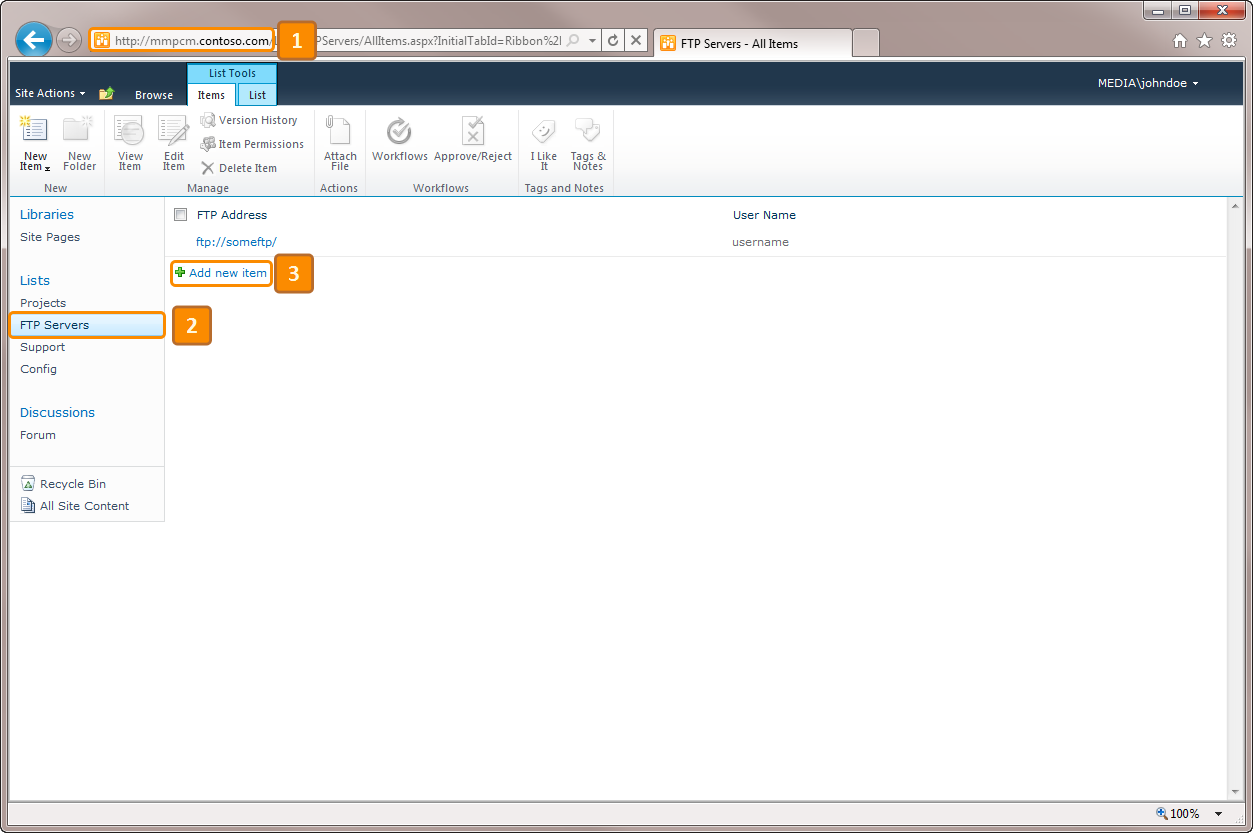 http://mmpcm.contoso.com/
1
PServers/AllItems.aspx?InitialTabId=Ribbon%2
FTP Servers - All Items
List Tools
Site Actions
Browse
Items
List
MEDIA\johndoe
New Item
New Folder
View Item
Edit Item
Version History
Item Permissions
Delete Item
Attach File
Workflows
Approve/Reject
I Like It
Tags & Notes
New
Manage
Actions
Workflows
Tags and Notes
Libraries
Site Pages
Lists
Projects
FTP Servers
2
Support
Config
Discussions
Forum
Recycle Bin
All Site Content
FTP Address
User Name
ftp://someftp/
username
Add new item
3
100%